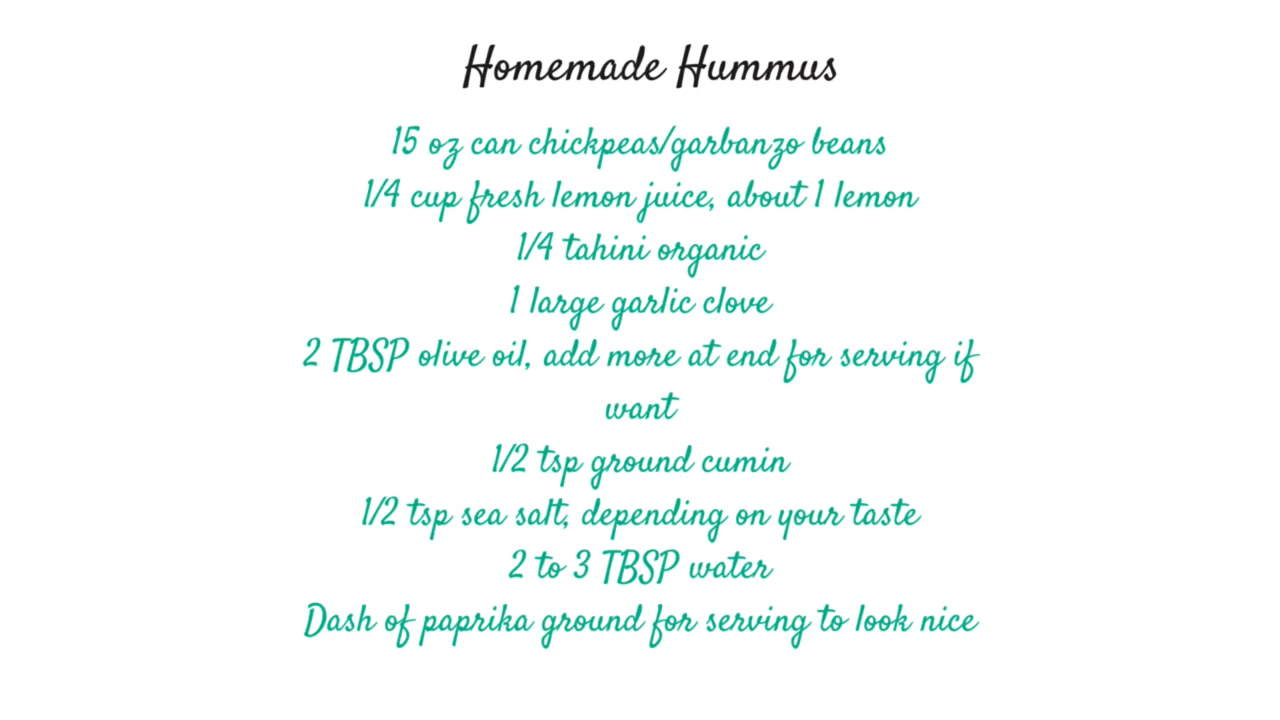 Homemade Hummus
15 oz can chickpeas/garbanzo beans
1/4 cup fresh lemon juice, about 1 lemon
1/4 tahini organic
1 large garlic clove
2 TBSP olive oil, add more at end for serving if
want
1/2 tsp ground cumin
1/2 tsp sea salt, depending on your taste
2 to 3 TBSP water
Dash of paprika ground for serving to look nice